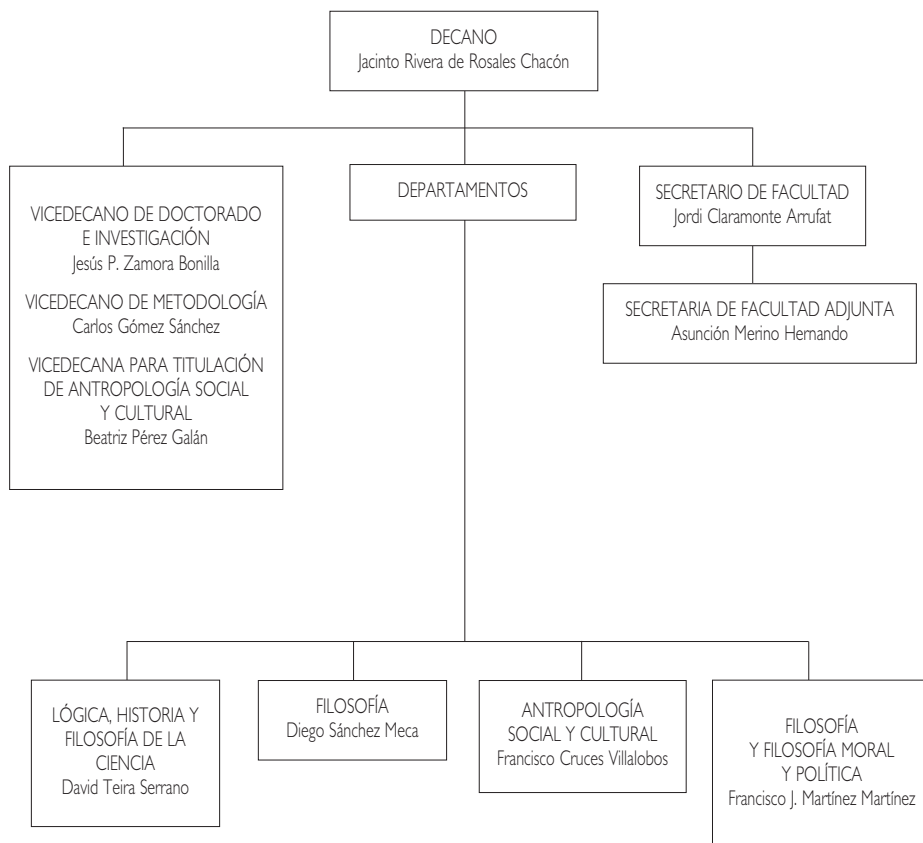 DECANO
Jacinto Rivera de Rosales Chacón
VICEDECANO DE DOCTORADO
E INVESTIGACIÓN
Jesús P. Zamora Bonilla
VICEDECANO DE METODOLOGÍA
Carlos Gómez Sánchez
VICEDECANA PARA TITULACIÓN
DE ANTROPOLOGÍA SOCIAL
Y CULTURAL
Beatriz Pérez Galán
DEPARTAMENTOS
SECRETARIO DE FACULTAD
Jordi Claramonte Arrufat
SECRETARIA DE FACULTAD ADJUNTA
Asunción Merino Hernando
LÓGICA, HISTORIA Y
FILOSOFÍA DE LA
CIENCIA
David Teira Serrano
FILOSOFÍA
Diego Sánchez Meca
ANTROPOLOGÍA
SOCIAL Y CULTURAL
Francisco Cruces Villalobos
FILOSOFÍA
Y FILOSOFÍA MORAL
Y POLÍTICA
Francisco J. Martínez Martínez